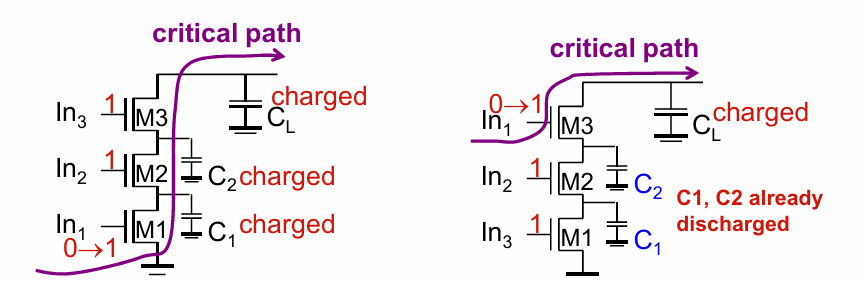 critical path
charged
In3 1 M3 CL
In2 1 M2 C2 charged
In1 M1 C1 charged
0→1
critical path
0→1
In1 M3 CL charged
In2 1 M2 C2
C1, C2 already
discharged
In3 1 M1 C1